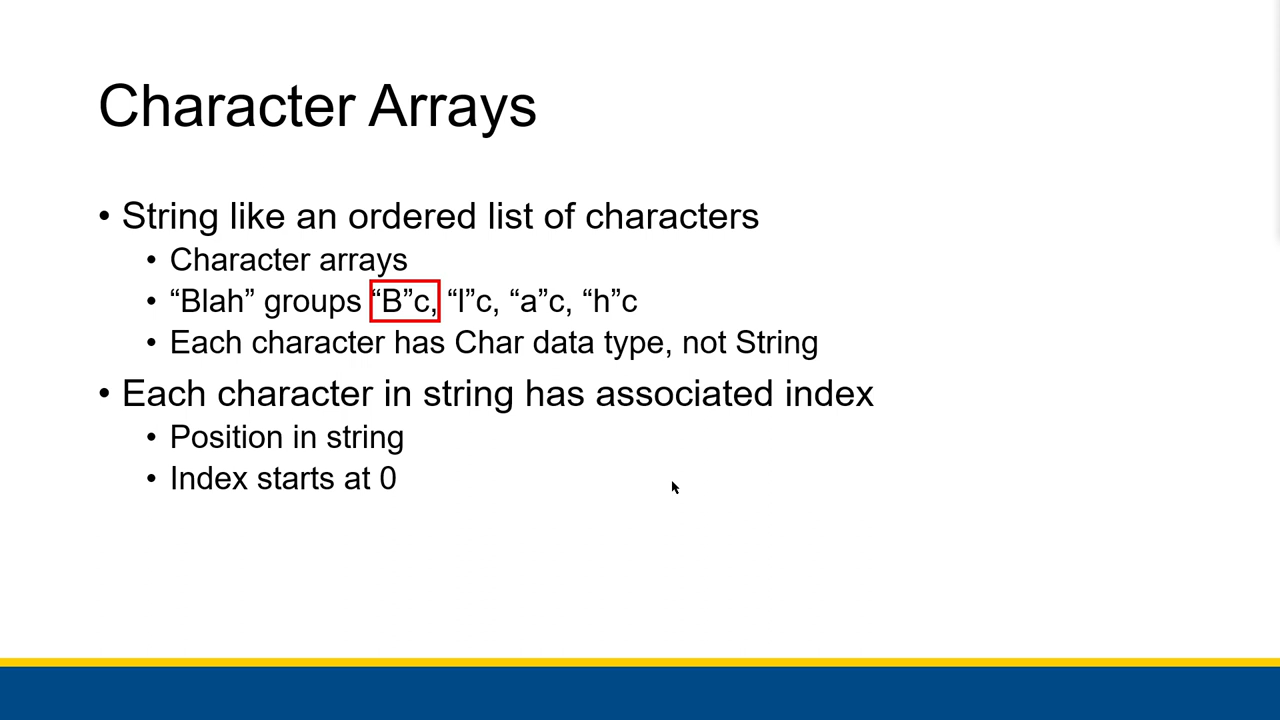 Character Arrays
• String like an ordered list of characters
• Character arrays
• “Blah” groups “B”c, “l”c, “a”c, “h”c
• Each character has Char data type, not String
• Each character in string has associated index
• Position in string
• Index starts at 0